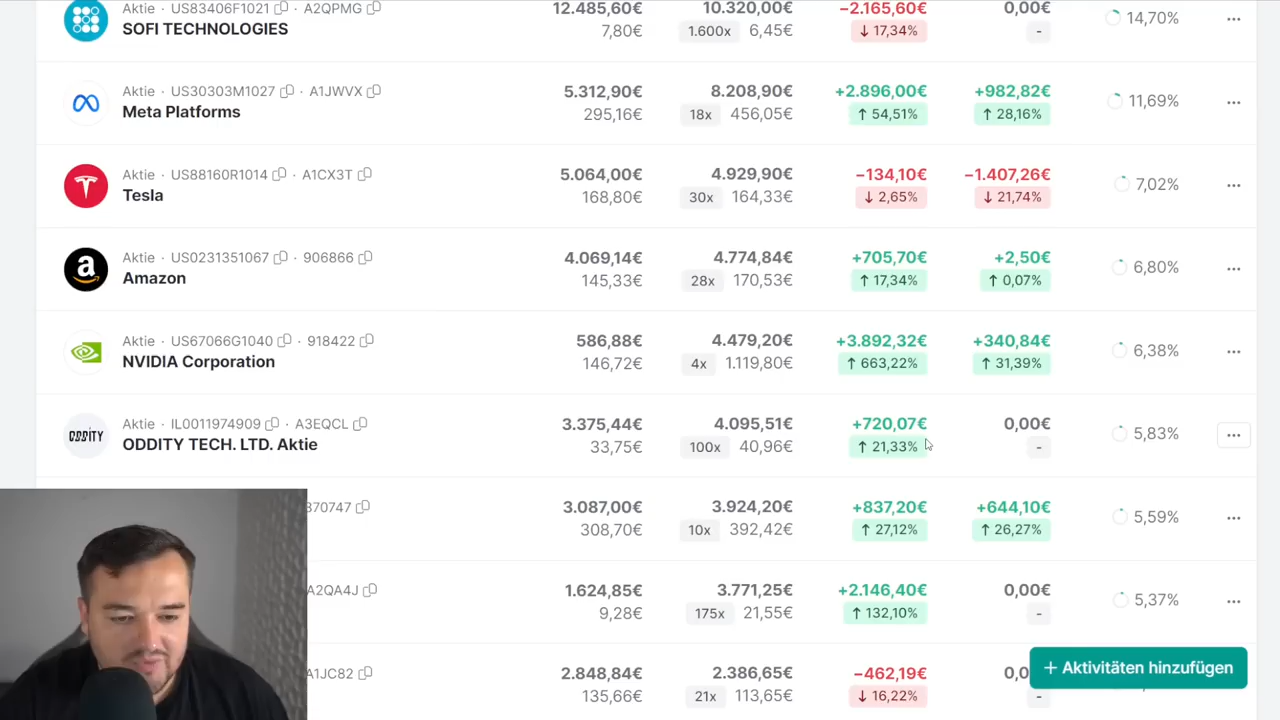 Aktie · US83406F1021 · A2QPMG
SOFI TECHNOLOGIES
12.485,60€
7,80€
10.320,00€
1.600x 6,45€
−2.165,60€
↓ 17,34%
0,00€
-
14,70%
Aktie · US30303M1027 · A1JWVX
Meta Platforms
5.312,90€
295,16€
8.208,90€
18x 456,05€
+2.896,00€
↑ 54,51%
+982,82€
↑ 28,16%
11,69%
Aktie · US88160R1014 · A1CX3T
Tesla
5.064,00€
168,80€
4.929,90€
30x 164,33€
−134,10€
↓ 2,65%
−1.407,26€
↓ 21,74%
7,02%
Aktie · US0231351067 · 906866
Amazon
4.069,14€
145,33€
4.774,84€
28x 170,53€
+705,70€
↑ 17,34%
+2,50€
↑ 0,07%
6,80%
Aktie · US67066G1040 · 918422
NVIDIA Corporation
586,88€
146,72€
4.479,20€
4x 1.119,80€
+3.892,32€
↑ 663,22%
+340,84€
↑ 31,39%
6,38%
ODDITY
Aktie · IL0011974909 · A3EQCL
ODDITY TECH. LTD. Aktie
3.375,44€
33,75€
4.095,51€
100x 40,96€
+720,07€
↑ 21,33%
0,00€
-
5,83%
870747
3.087,00€
308,70€
3.924,20€
10x 392,42€
+837,20€
↑ 27,12%
+644,10€
↑ 26,27%
5,59%
A2QA4J
1.624,85€
9,28€
3.771,25€
175x 21,55€
+2.146,40€
↑ 132,10%
0,00€
-
5,37%
A1JC82
2.848,84€
135,66€
2.386,65€
21x 113,65€
−462,19€
↓ 16,22%
0,0
-
+ Aktivitäten hinzufügen